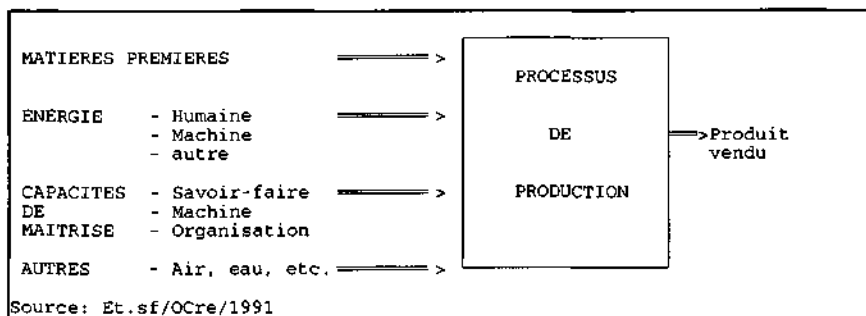 MATIERES PREMIERES ═════>
PROCESSUS
ENERGIE - Humaine ═════>
- Machine DE ══>Produit
- autre vendu
CAPACITES - Savoir-faire ═════> PRODUCTION
DE - Machine
MAITRISE - Organisation
AUTRES - Air, eau, etc. ═════>
Source: Et.sf/OCre/1991